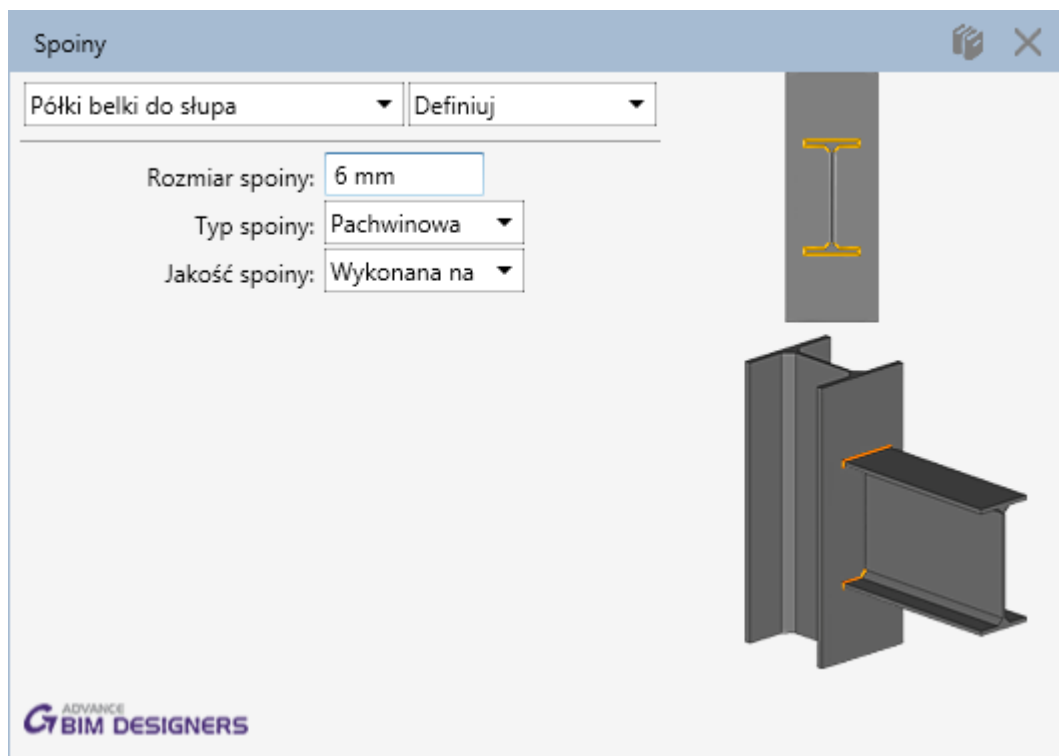 Spoiny
Półki belki do słupa Definiuj
Rozmiar spoiny: 6 mm
Typ spoiny: Pachwinowa
Jakość spoiny: Wykonana na
ADVANCE
BIM DESIGNERS